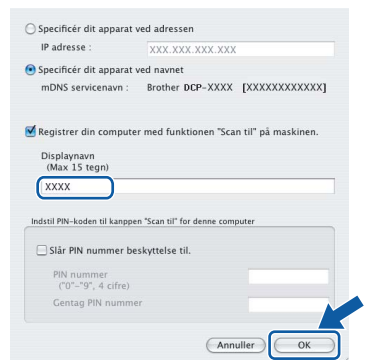 Specificér dit apparat ved adressen
IP adresse : XXX.XXX.XXX.XXX
Specificér dit apparat ved navnet
mDNS servicenavn : Brother DCP-XXXX [XXXXXXXXXXXX]
Registrer din computer med funktionen "Scan til" på maskinen.
Displaynavn
(Max 15 tegn)
XXXX
Indstil PIN-koden til kanppen "Scan til" for denne computer
Slår PIN nummer beskyttelse til.
PIN nummer
("0"-"9", 4 cifre)
Gentag PIN nummer
Annuller OK